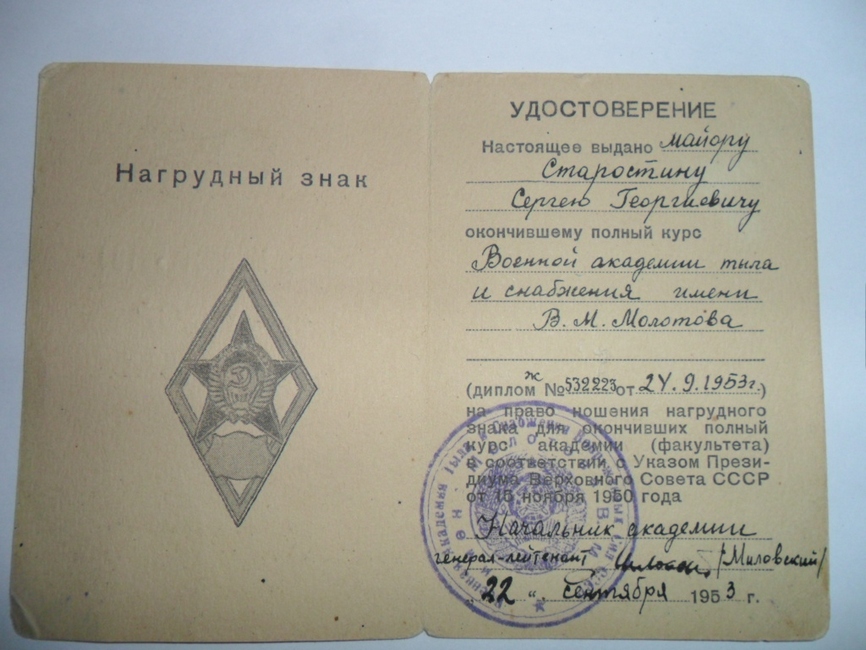 Нагрудный знак
УДОСТОВЕРЕНИЕ
Настоящее выдано майору
Старостину
Сергею Георгиевичу
окончившему полный курс
Военной академии тыла
и снабжения имени
В. М. Молотова
(диплом ж № 532223 от 24.9.1953г.)
на право ношения нагрудного
знака для окончивших полный
курс академии (факультета)
в соответствии с Указом Прези-
диума Верховного Совета СССР
от 15 ноября 1950 года
Начальник академии
генерал-лейтенант /Миловский/
"22" сентября 1953 г.